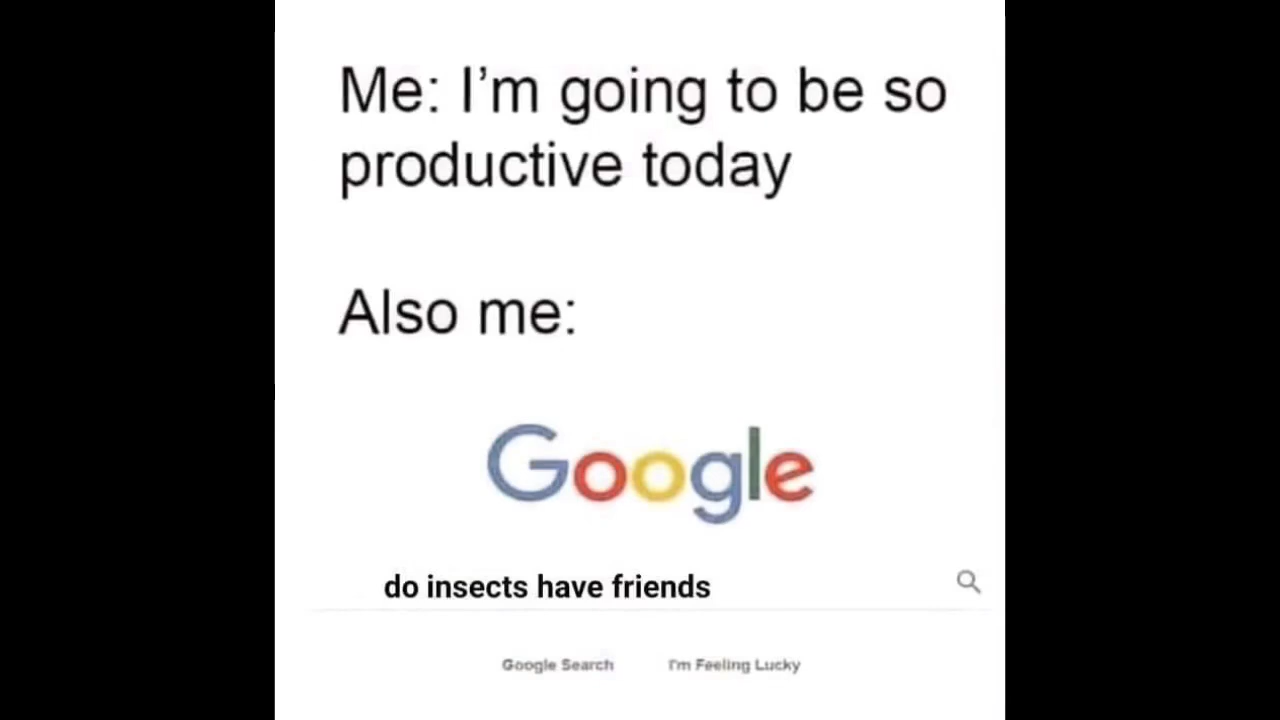 Me: I’m going to be so
productive today
Also me:
Google
do insects have friends
Google Search I'm Feeling Lucky